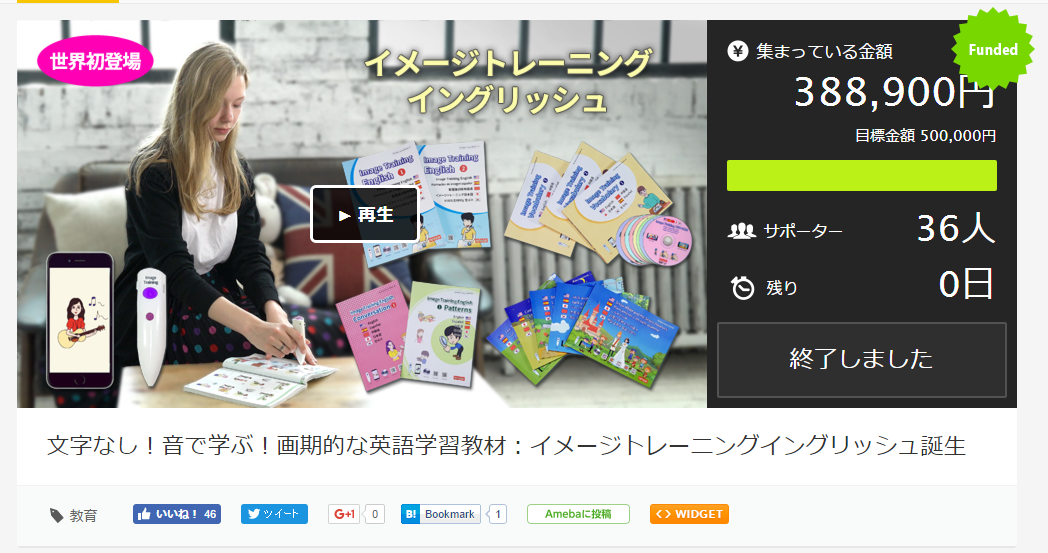 世界初登場
イメージトレーニング
イングリッシュ
Image Training
English 1
Image Training
English 2
Image Training
Vocabulary
Image Training
Vocabulary
▶ 再生
Image
Training
Image Training English
Conversation
Image Training English
Patterns
Funded
¥ 集まっている金額
388,900円
目標金額 500,000円
サポーター 36人
残り 0日
終了しました
文字なし！音で学ぶ！画期的な英語学習教材：イメージトレーニングイングリッシュ誕生
教育 いいね！ 46 ツイート G+1 0 B! Bookmark 1 Amebaに投稿 <> WIDGET